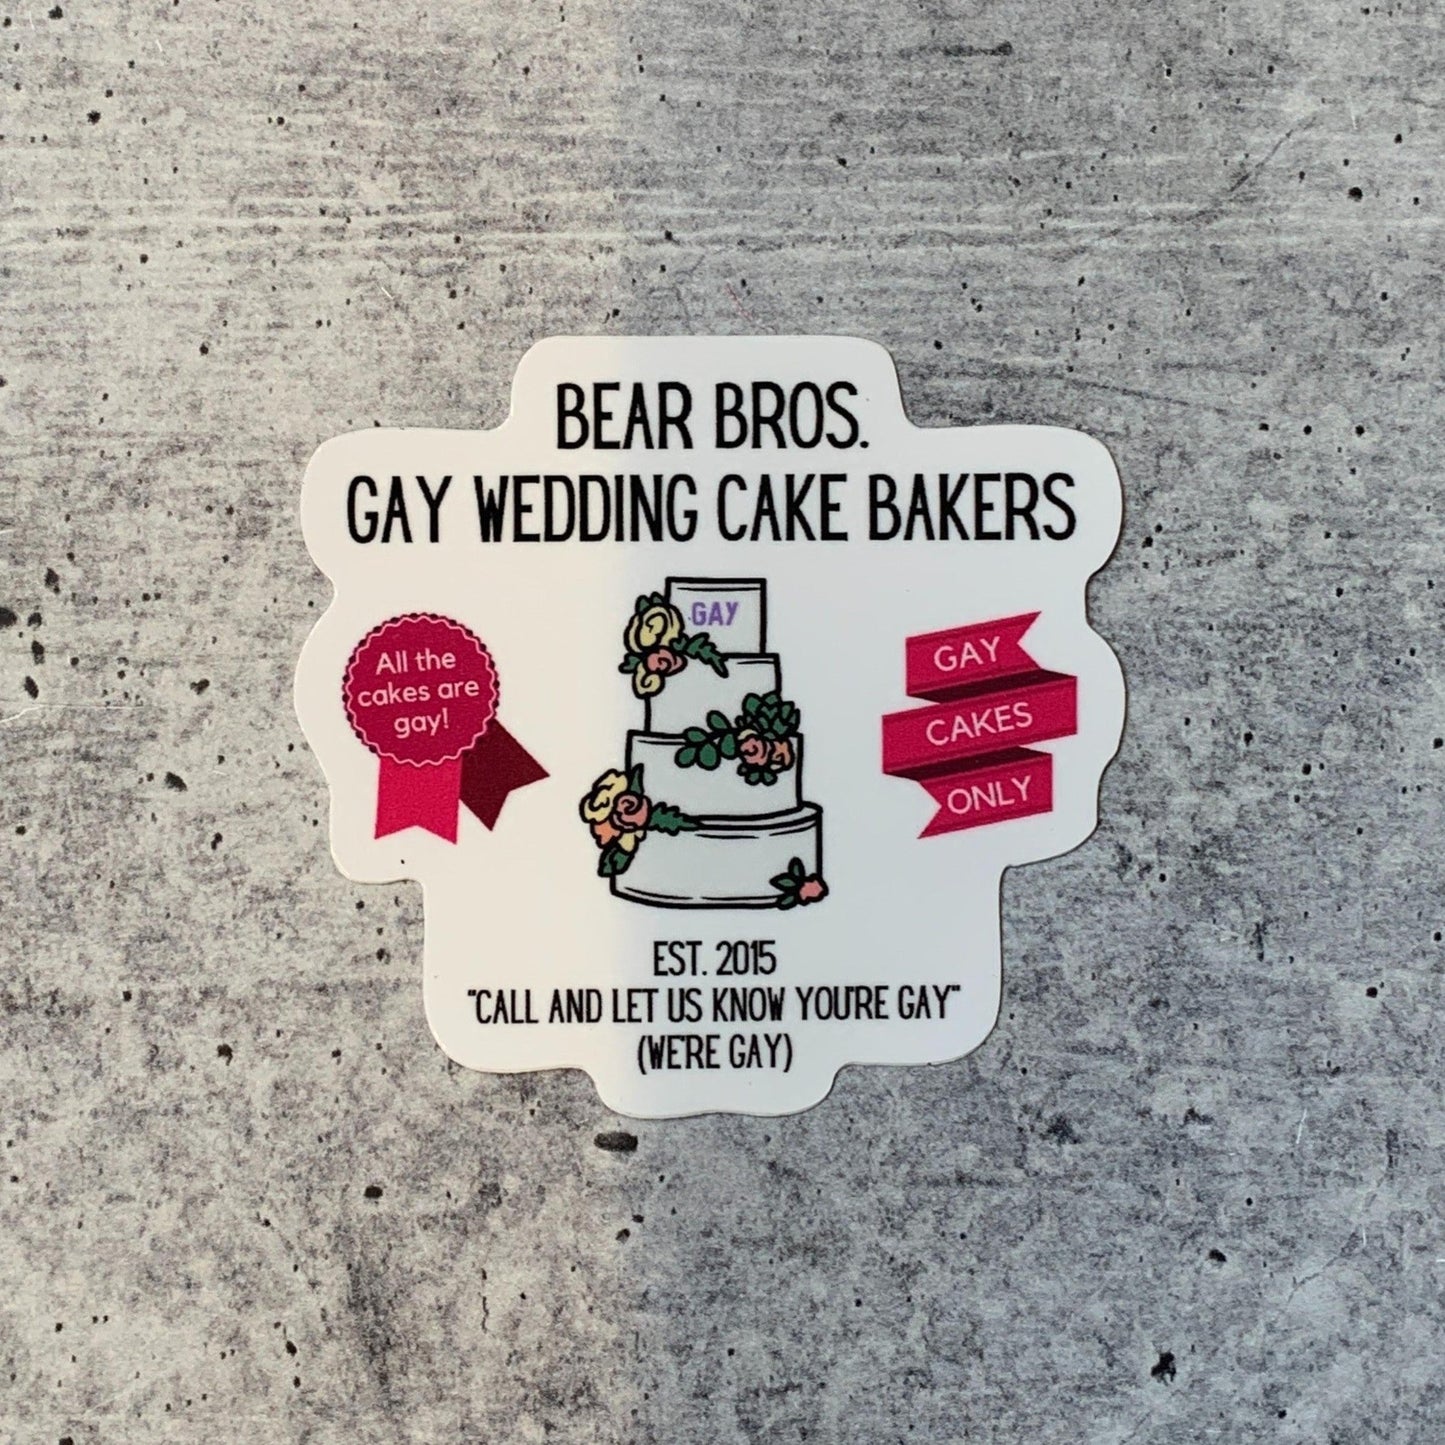 BEAR BROS.
GAY WEDDING CAKE BAKERS
GAY
All the
cakes are
gay!
GAY
CAKES
ONLY
EST. 2015
"CALL AND LET US KNOW YOU'RE GAY"
(WE'RE GAY)